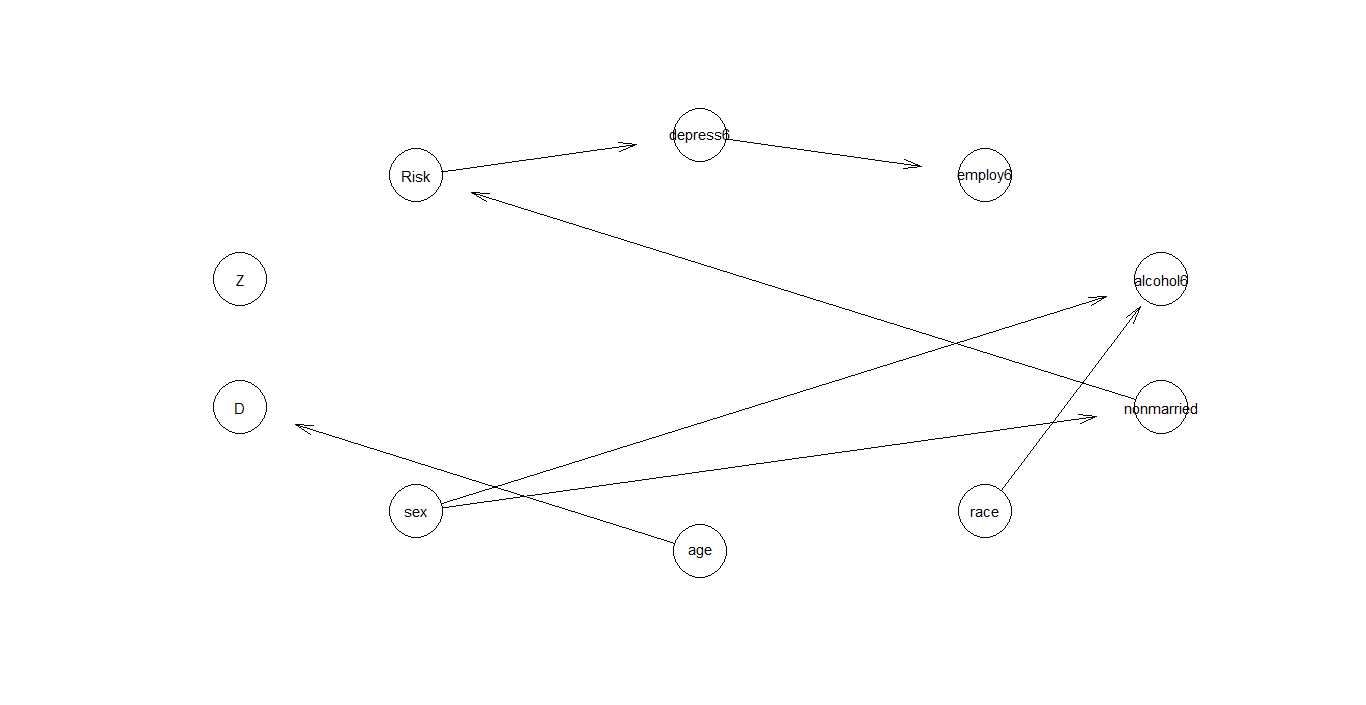 depress6
Risk
employ6
Z
alcohol6
D
nonmarried
sex
race
age